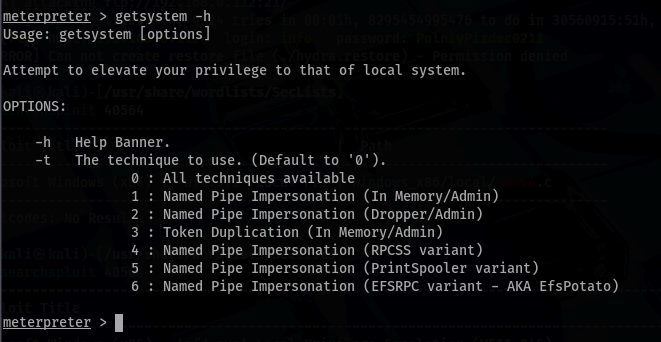 meterpreter > getsystem -h
Usage: getsystem [options]
Attempt to elevate your privilege to that of local system.
OPTIONS:
-h Help Banner.
-t The technique to use. (Default to '0').
0 : All techniques available
1 : Named Pipe Impersonation (In Memory/Admin)
2 : Named Pipe Impersonation (Dropper/Admin)
3 : Token Duplication (In Memory/Admin)
4 : Named Pipe Impersonation (RPCSS variant)
5 : Named Pipe Impersonation (PrintSpooler variant)
6 : Named Pipe Impersonation (EFSRPC variant - AKA EfsPotato)
meterpreter >